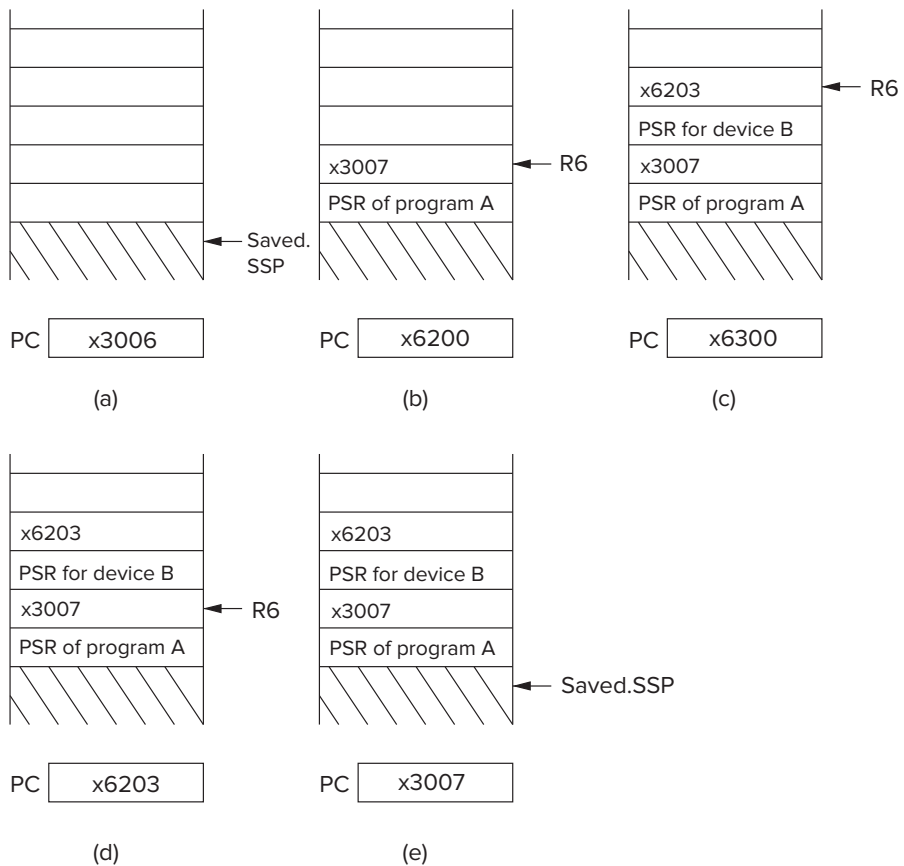 Saved.
SSP
PC x3006
(a)
x3007
R6
PSR of program A
PC x6200
(b)
x6203
R6
PSR for device B
x3007
PSR of program A
PC x6300
(c)
x6203
PSR for device B
x3007
R6
PSR of program A
PC x6203
(d)
x6203
PSR for device B
x3007
PSR of program A
Saved.SSP
PC x3007
(e)